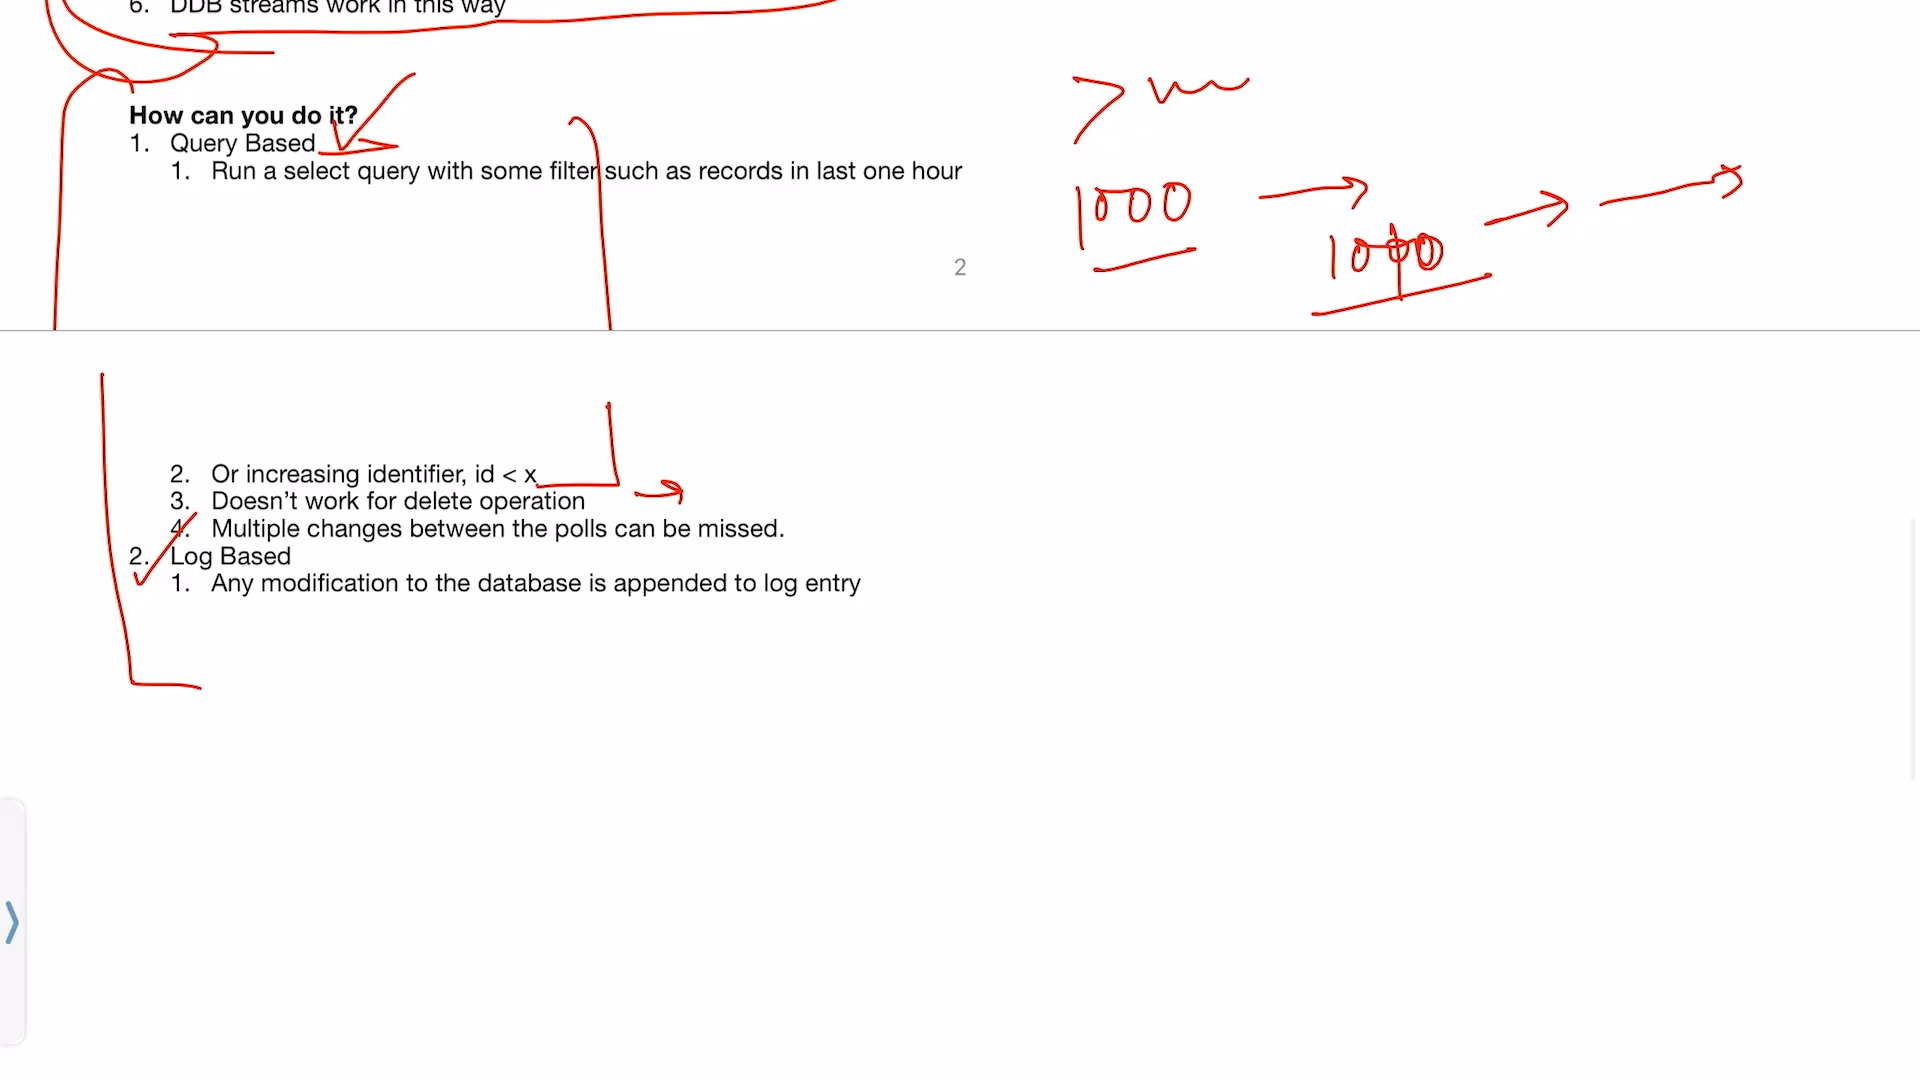 6. DDB streams work in this way
How can you do it?
1. Query Based
1. Run a select query with some filter such as records in last one hour
1000
1000
2
2. Or increasing identifier, id < x
3. Doesn't work for delete operation
4. Multiple changes between the polls can be missed.
2. Log Based
1. Any modification to the database is appended to log entry